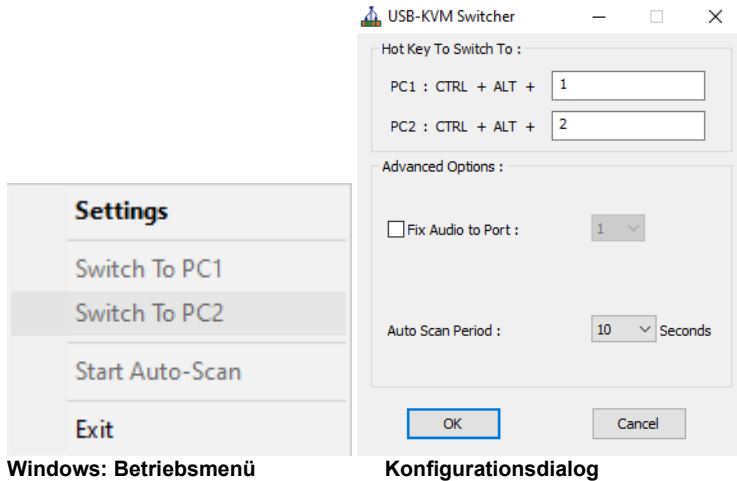 USB-KVM Switcher
Hot Key To Switch To :
PC1 : CTRL + ALT + 1
PC2 : CTRL + ALT + 2
Advanced Options :
Fix Audio to Port : 1
Auto Scan Period : 10 Seconds
OK Cancel
Settings
Switch To PC1
Switch To PC2
Start Auto-Scan
Exit
Windows: Betriebsmenü Konfigurationsdialog